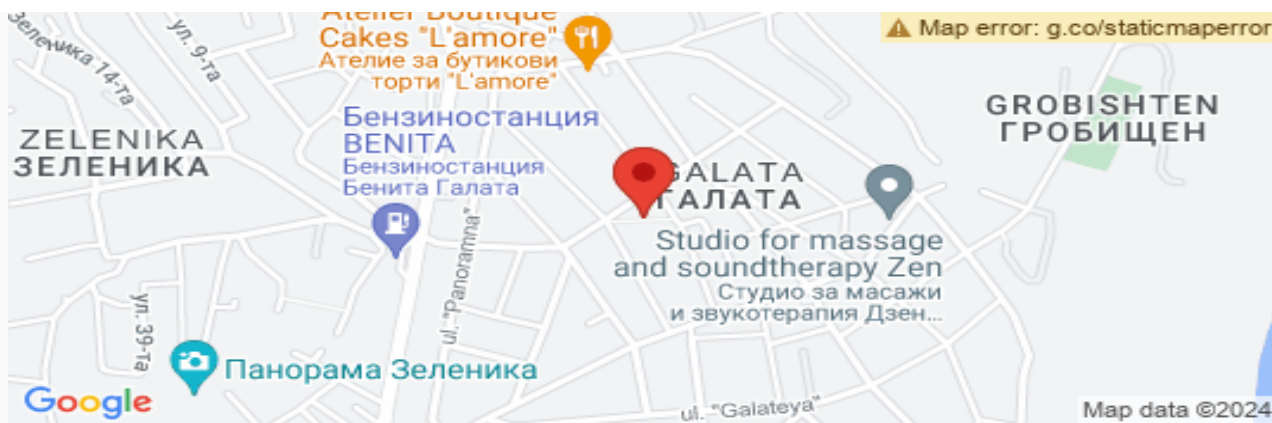 Atelier Boutique
Cakes "L'amore"
Ателие за бутикови
торти "L'amore"
Map error: g.co/staticmaperror
Зеленика 14-та
ул. 9-та
GROBISHTEN
ГРОБИЩЕН
ZELENIKA
ЗЕЛЕНИКА
Бензиностанция
BENITA
Бензиностанция
Бенита Галата
GALATA
ГАЛАТА
ul. "Panoramna"
Studio for massage
and soundtherapy Zen
Студио за масажи
и звукотерапия Дзен...
ул. 39-та
Панорама Зеленика
Google
ul. "Galateya"
Map data ©2024